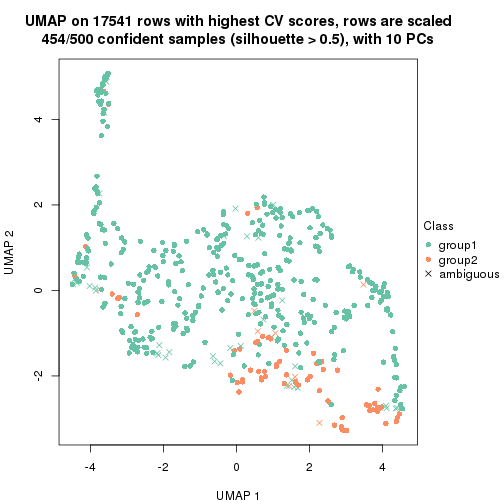 UMAP on 17541 rows with highest CV scores, rows are scaled
454/500 confident samples (silhouette > 0.5), with 10 PCs
4
2
0
-2
UMAP 2
-4
-2
0
2
4
UMAP 1
Class
group1
group2
ambiguous